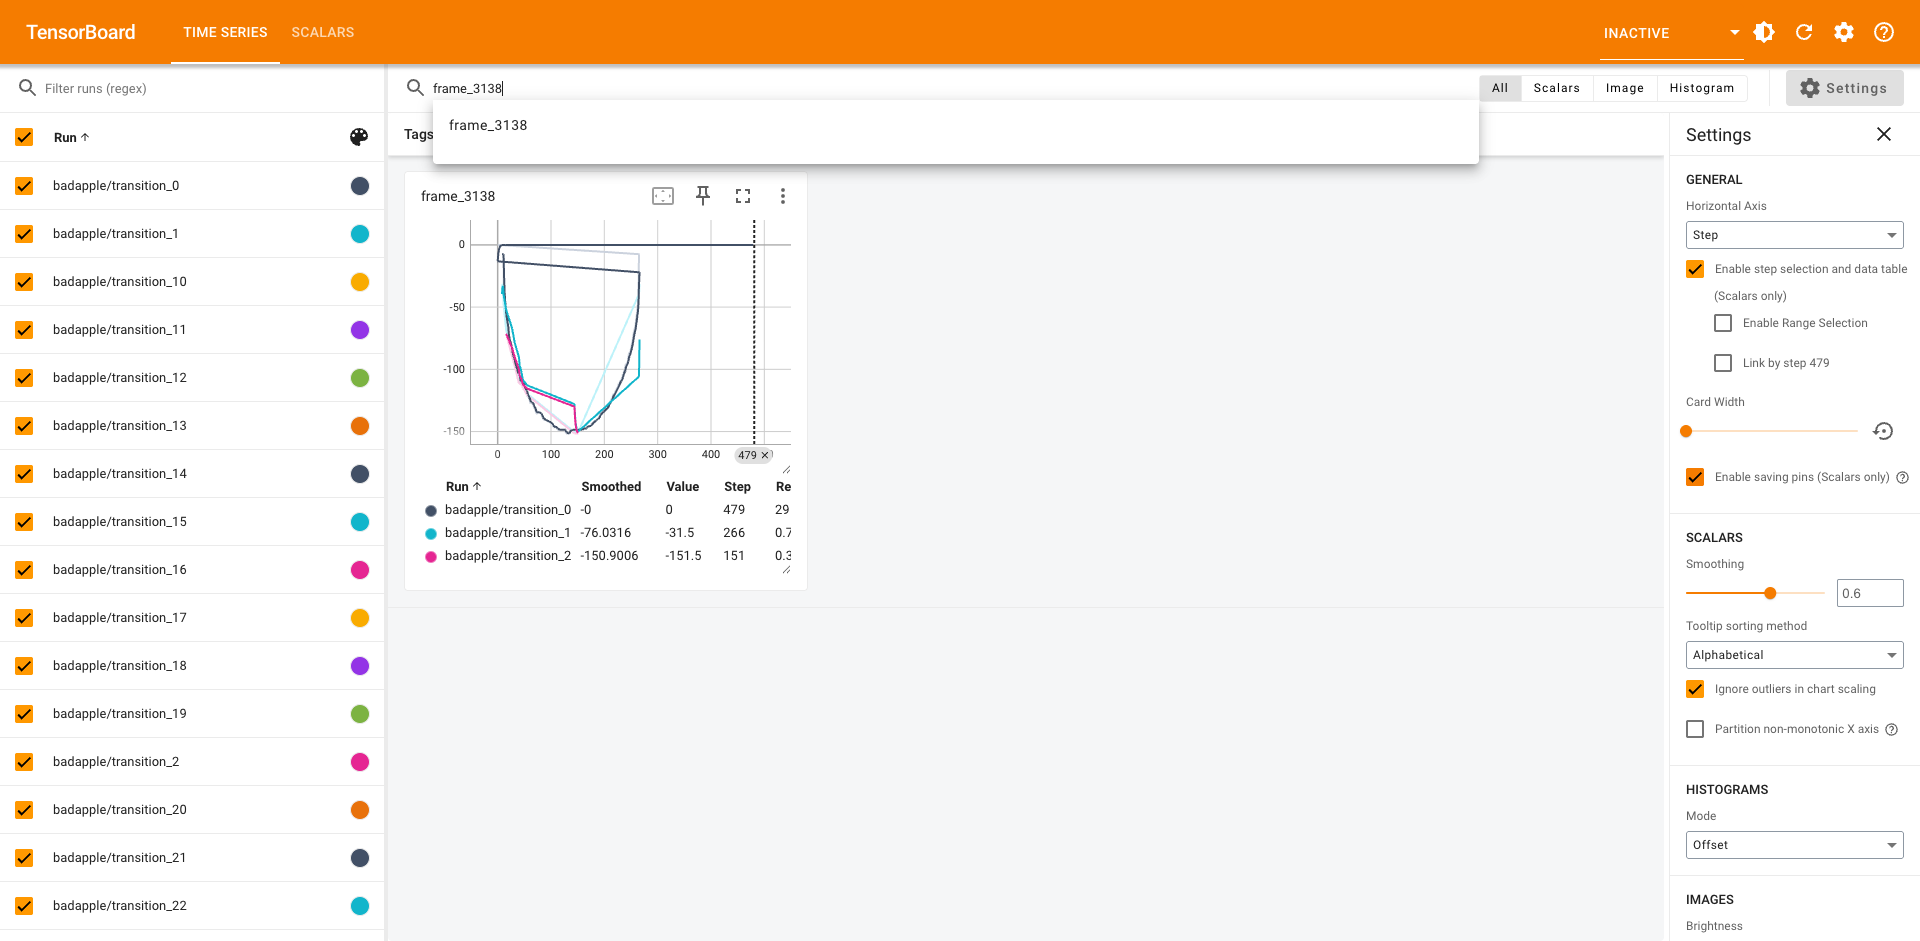 TensorBoard
TIME SERIES
SCALARS
INACTIVE
Filter runs (regex)
frame_3138
All
Scalars
Image
Histogram
Settings
frame_3138
Run
badapple/transition_0
badapple/transition_1
badapple/transition_10
badapple/transition_11
badapple/transition_12
badapple/transition_13
badapple/transition_14
badapple/transition_15
badapple/transition_16
badapple/transition_17
badapple/transition_18
badapple/transition_19
badapple/transition_2
badapple/transition_20
badapple/transition_21
badapple/transition_22
Tags
frame_3138
0
-50
-100
-150
0 100 200 300 400 479
Run Smoothed Value Step Re
badapple/transition_0 -0 0 479 29
badapple/transition_1 -76.0316 -31.5 266 0.7
badapple/transition_2 -150.9006 -151.5 151 0.3
Settings
GENERAL
Horizontal Axis
Step
Enable step selection and data table
(Scalars only)
Enable Range Selection
Link by step 479
Card Width
Enable saving pins (Scalars only)
SCALARS
Smoothing
0.6
Tooltip sorting method
Alphabetical
Ignore outliers in chart scaling
Partition non-monotonic X axis
HISTOGRAMS
Mode
Offset
IMAGES
Brightness